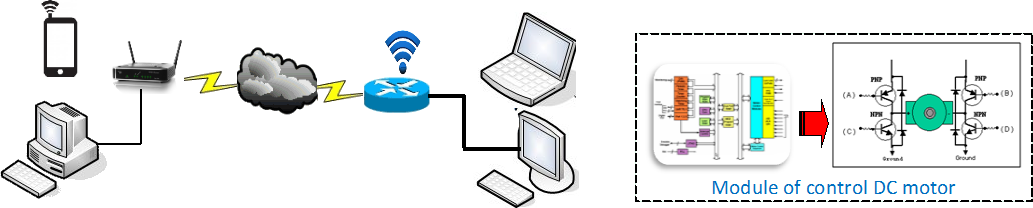 PNP
PNP
(A)
(B)
NPN
NPN
(C)
(D)
Ground
Ground
Module of control DC motor